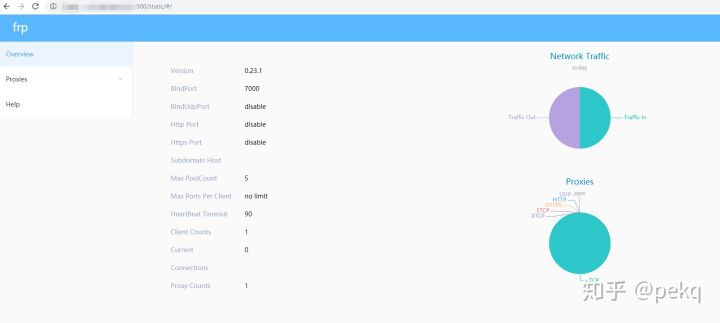 500/static/#/
frp
Overview
Proxies
Help
Version 0.23.1
BindPort 7000
BindUdpPort disable
Http Port disable
Https Port disable
Subdomain Host
Max PoolCount 5
Max Ports Per Client no limit
HeartBeat Timeout 90
Client Counts 1
Current 0
Connections
Proxy Counts 1
Network Traffic
today
Traffic Out
Traffic In
Proxies
now
UDP
HTTP
HTTPS
STCP
XTCP
TCP
知乎 @pekq